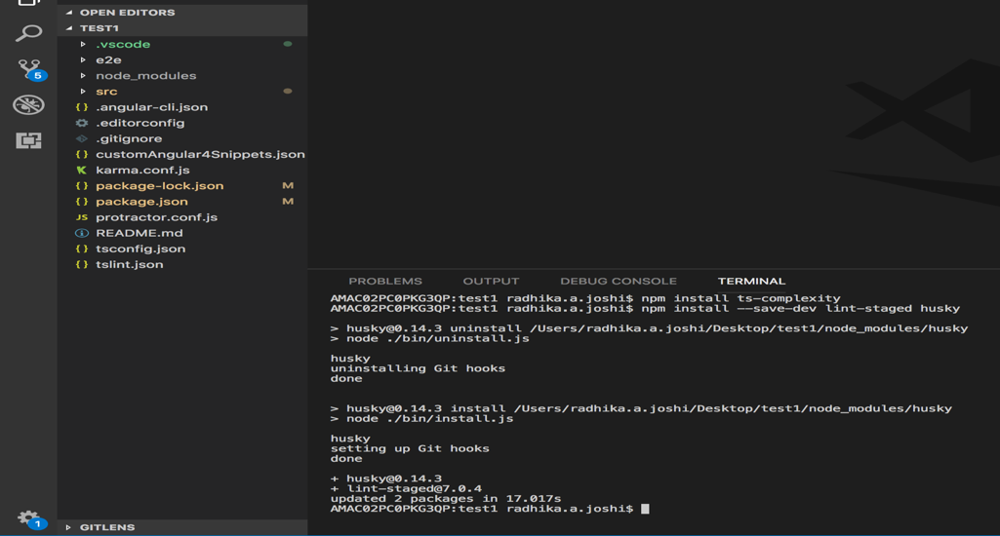 OPEN EDITORS
TEST1
.vscode
e2e
node_modules
src
{} .angular-cli.json
.editorconfig
.gitignore
{} customAngular4Snippets.json
K karma.conf.js
{} package-lock.json M
{} package.json M
JS protractor.conf.js
README.md
{} tsconfig.json
{} tslint.json
GITLENS
5
1
PROBLEMS OUTPUT DEBUG CONSOLE TERMINAL
AMAC02PC0PKG3QP:test1 radhika.a.joshi$ npm install ts-complexity
AMAC02PC0PKG3QP:test1 radhika.a.joshi$ npm install --save-dev lint-staged husky
> husky@0.14.3 uninstall /Users/radhika.a.joshi/Desktop/test1/node_modules/husky
> node ./bin/uninstall.js
husky
uninstalling Git hooks
done
> husky@0.14.3 install /Users/radhika.a.joshi/Desktop/test1/node_modules/husky
> node ./bin/install.js
husky
setting up Git hooks
done
+ husky@0.14.3
+ lint-staged@7.0.4
updated 2 packages in 17.017s
AMAC02PC0PKG3QP:test1 radhika.a.joshi$